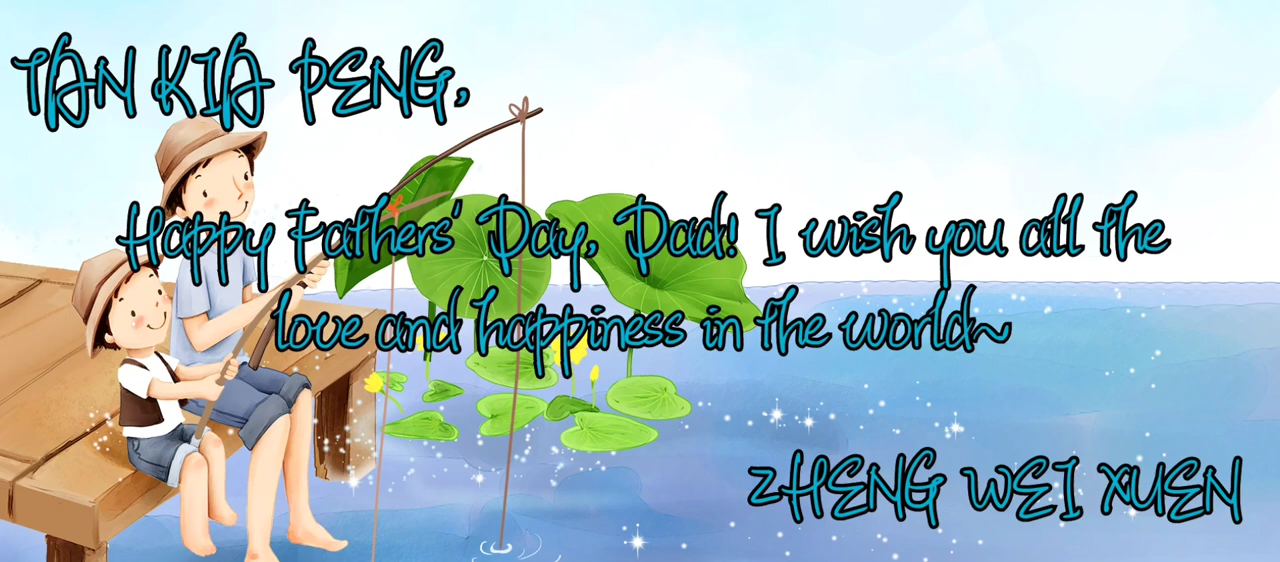 TAN KIA PENG,
Happy Fathers' Day, Dad! I wish you all the
love and happiness in the world~
ZHENG WEI XUEN